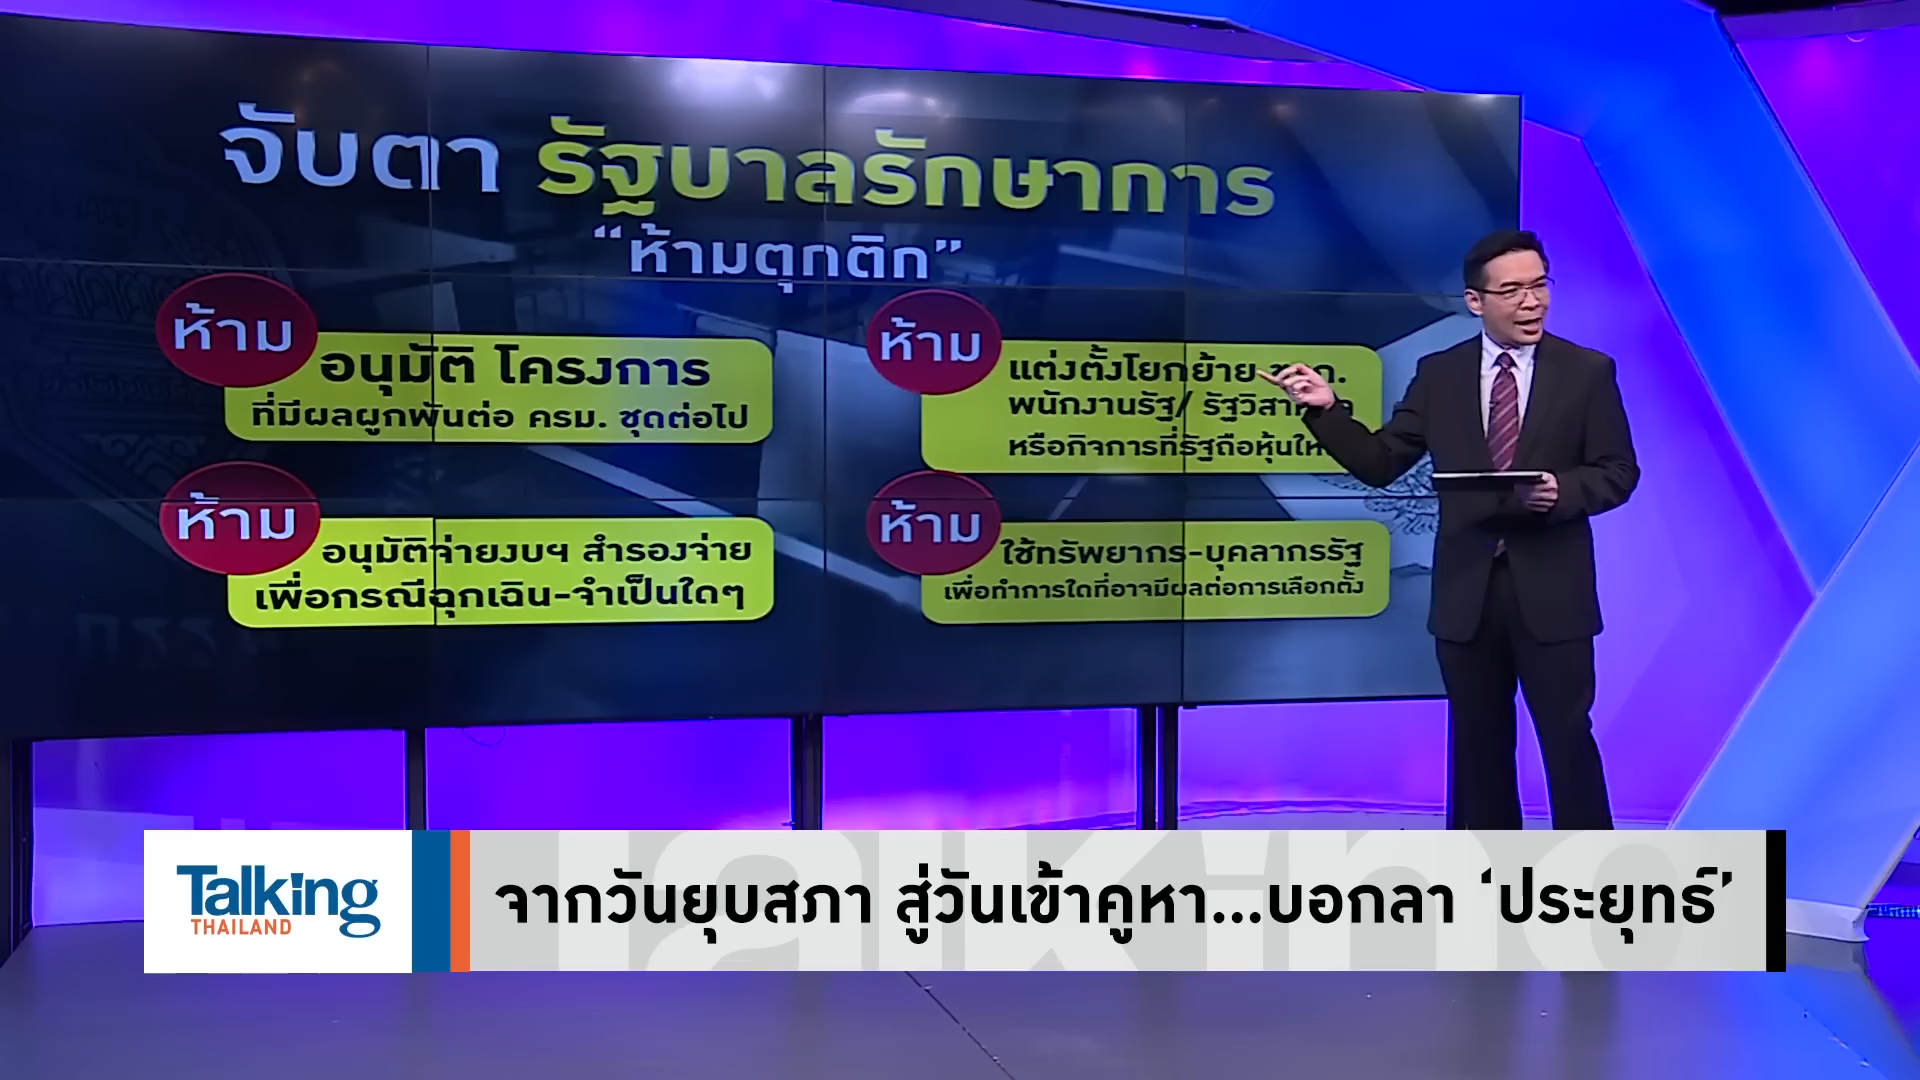 จับตา รัฐบาลรักษาการ
“ห้ามตุกติก”
ห้าม
อนุมัติ โครงการ
ที่มีผลผูกพันต่อ ครม. ชุดต่อไป
ห้าม
แต่งตั้งโยกย้าย
พนักงานรัฐ/
หรือกิจการที่รัฐถือหุ้น
ห้าม
อนุมัติจ่ายงบฯ สำรองจ่าย
เพื่อกรณีฉุกเฉิน-จำเป็นใดๆ
ห้าม
ใช้ทรัพยากร-บุคลากรรัฐ
เพื่อทำการใดที่อาจมีผลต่อการเลือกตั้ง
Talking
THAILAND
จากวันยุบสภา สู่วันเข้าคูหา...บอกลา ‘ประยุทธ์’